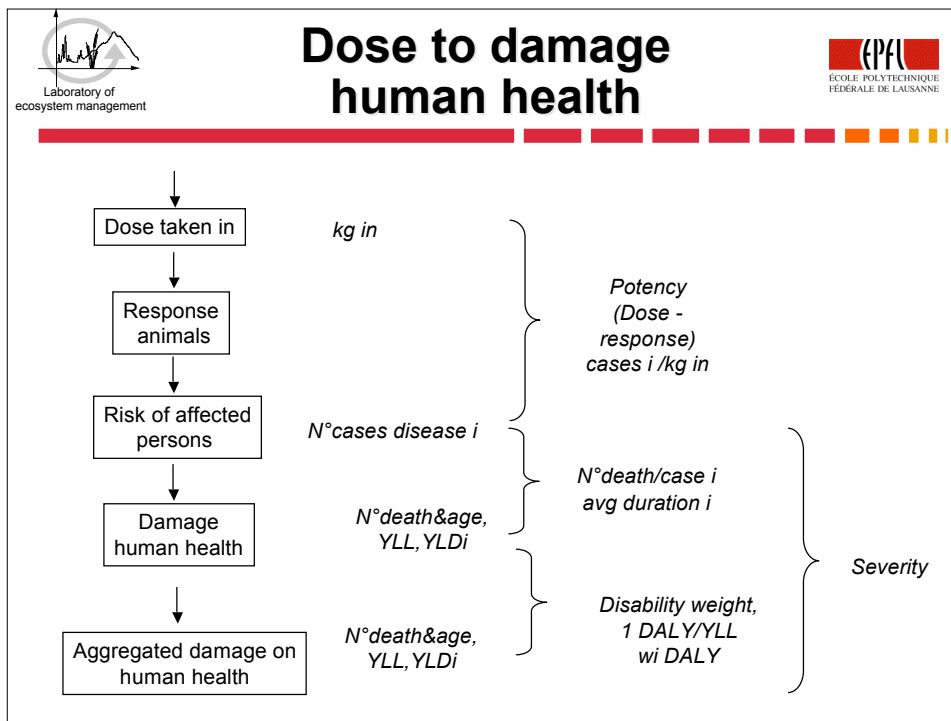 Laboratory of
ecosystem management
Dose to damage
human health
EPFL
ÉCOLE POLYTECHNIQUE
FÉDÉRALE DE LAUSANNE
Dose taken in
kg in
Response
animals
Potency
(Dose -
response)
cases i /kg in
Risk of affected
persons
N°cases disease i
N°death/case i
avg duration i
Damage
human health
N°death&age,
YLL,YLDi
Severity
Aggregated damage on
human health
N°death&age,
YLL,YLDi
Disability weight,
1 DALY/YLL
wi DALY